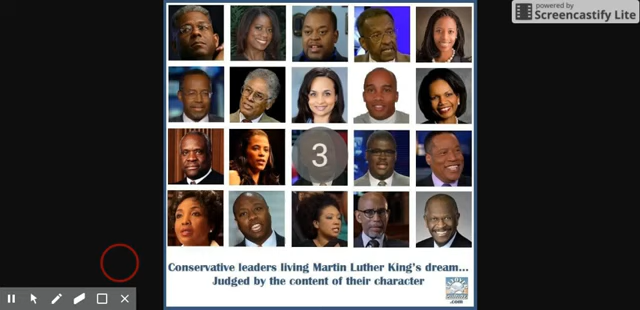 powered by
Screencastify Lite
3
Conservative leaders living Martin Luther King's dream...
Judged by the content of their character
.com